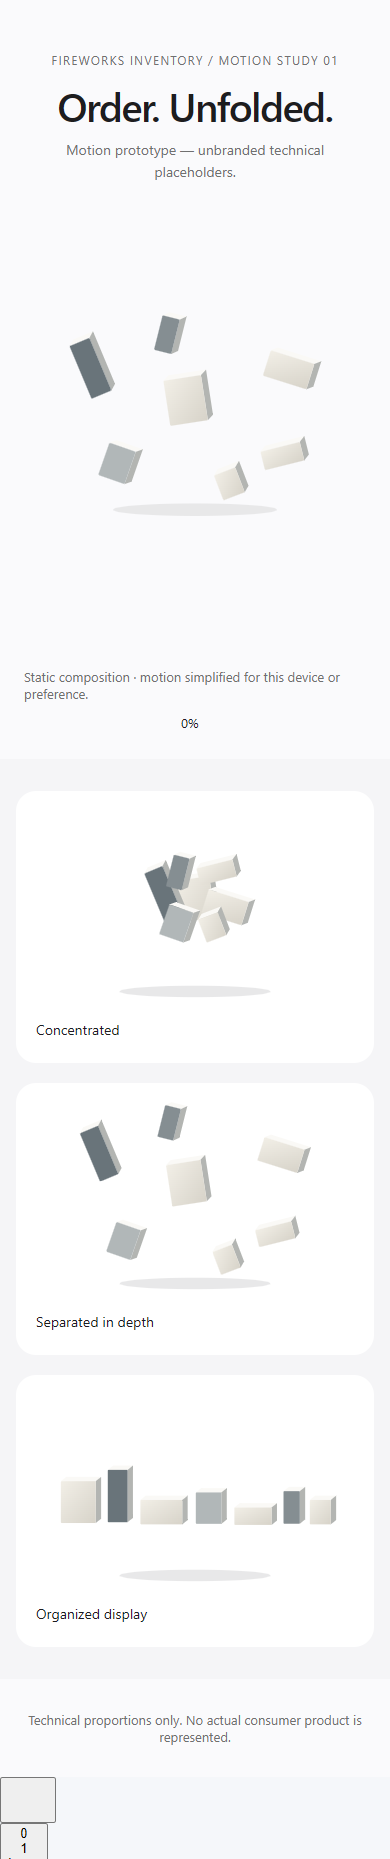 FIREWORKS INVENTORY / MOTION STUDY 01
Order. Unfolded.
Motion prototype — unbranded technical
placeholders.
Static composition · motion simplified for this device or
preference.
0%
Concentrated
Separated in depth
Organized display
Technical proportions only. No actual consumer product is
represented.
0
1